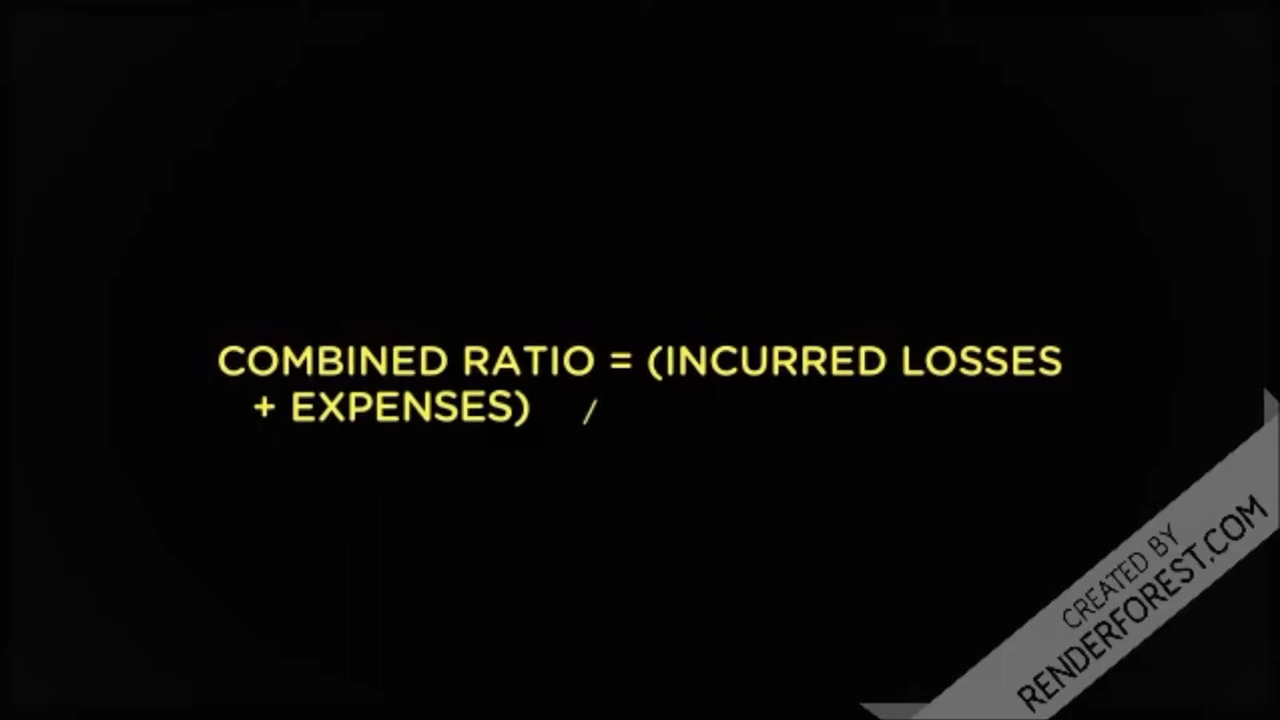 COMBINED RATIO = (INCURRED LOSSES
+ EXPENSES) /
CREATED BY
RENDERFOREST.COM